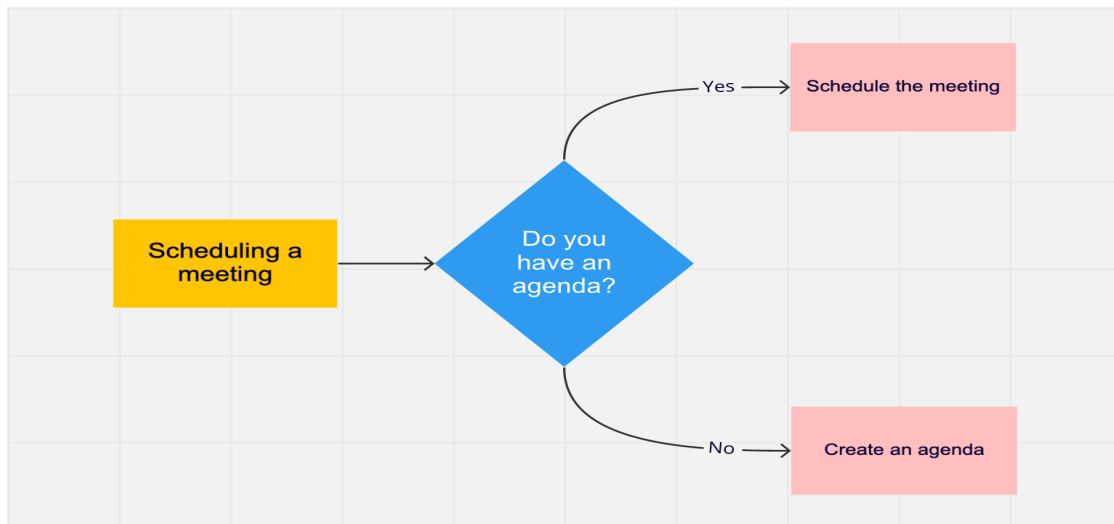 Scheduling a
meeting
Do you
have an
agenda?
Yes
Schedule the meeting
No
Create an agenda